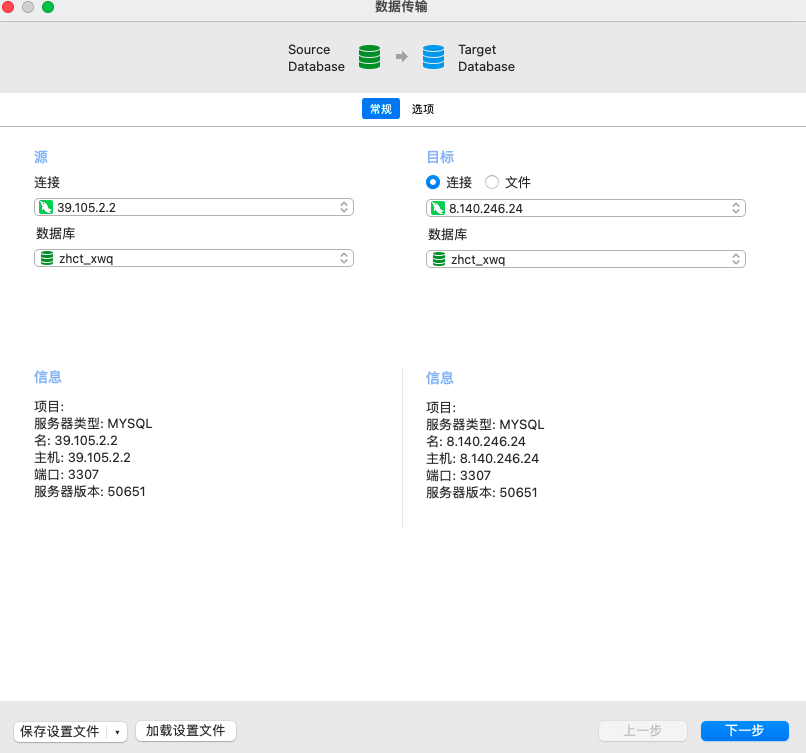 数据传输
Source
Database
Target
Database
常规
选项
源
连接
39.105.2.2
数据库
zhct_xwq
目标
连接
文件
8.140.246.24
数据库
zhct_xwq
信息
项目:
服务器类型: MYSQL
名: 39.105.2.2
主机: 39.105.2.2
端口: 3307
服务器版本: 50651
信息
项目:
服务器类型: MYSQL
名: 8.140.246.24
主机: 8.140.246.24
端口: 3307
服务器版本: 50651
保存设置文件
加载设置文件
上一步
下一步